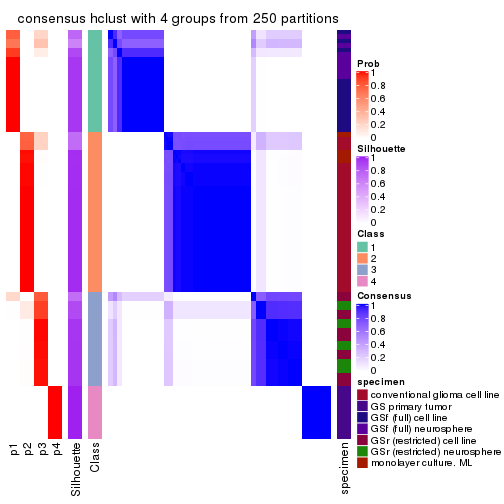 consensus hclust with 4 groups from 250 partitions
Prob
1
0.8
0.6
0.4
0.2
0
Silhouette
1
0.8
0.6
0.4
0.2
0
Class
1
2
3
4
Consensus
1
0.8
0.6
0.4
0.2
0
specimen
conventional glioma cell line
GS primary tumor
GSf (full) cell line
GSf (full) neurosphere
GSr (restricted) cell line
GSr (restricted) neurosphere
monolayer culture. ML
p1
p2
p3
p4
Silhouette
Class
specimen